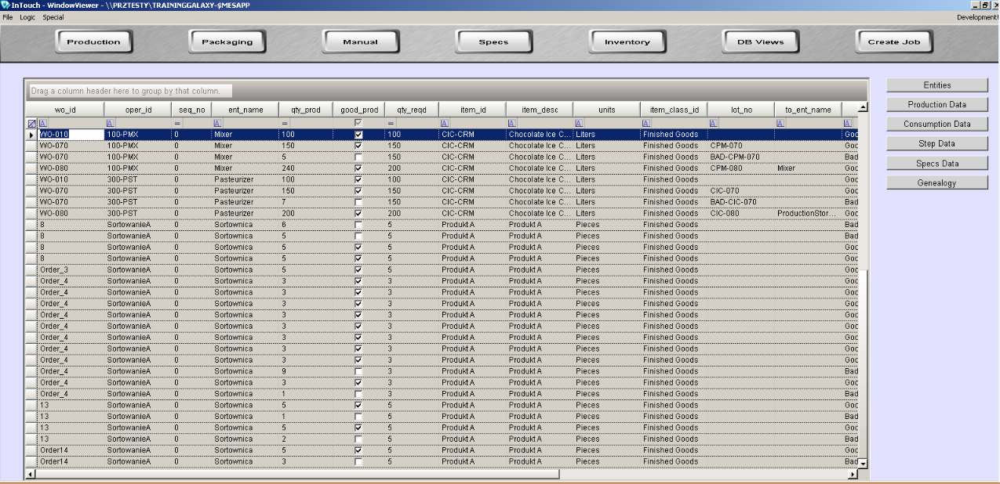 InTouch - WindowViewer - \\PRZTESTY\TRAININGGALAXY-$MESAPP
File Logic Special Development!
Production Packaging Manual Specs Inventory DB Views Create Job
Drag a column header here to group by that column.
wo_id oper_id seq_no ent_name qty_prod good_prod qty_reqd item_id item_desc units item_class_id lot_no to_ent_name
WO-010 100-PMX 0 Mixer 100 100 CIC-CRM Chocolate Ice C... Liters Finished Goods Goo
WO-070 100-PMX 0 Mixer 150 150 CIC-CRM Chocolate Ice C... Liters Finished Goods CPM-070 Goo
WO-070 100-PMX 0 Mixer 5 150 CIC-CRM Chocolate Ice C... Liters Finished Goods BAD-CPM-070 Bad
WO-080 100-PMX 0 Mixer 240 200 CIC-CRM Chocolate Ice C... Liters Finished Goods CPM-080 Mixer Goo
WO-010 300-PST 0 Pasteurizer 100 100 CIC-CRM Chocolate Ice C... Liters Finished Goods Goo
WO-070 300-PST 0 Pasteurizer 150 150 CIC-CRM Chocolate Ice C... Liters Finished Goods CIC-070 Goo
WO-070 300-PST 0 Pasteurizer 7 150 CIC-CRM Chocolate Ice C... Liters Finished Goods BAD-CIC-070 Bad
WO-080 300-PST 0 Pasteurizer 200 200 CIC-CRM Chocolate Ice C... Liters Finished Goods CIC-080 ProductionStor... Goo
8 SortowanieA 0 Sortownica 6 5 Produkt A Produkt A Pieces Finished Goods Bad
8 SortowanieA 0 Sortownica 5 5 Produkt A Produkt A Pieces Finished Goods Bad
8 SortowanieA 0 Sortownica 5 5 Produkt A Produkt A Pieces Finished Goods Goo
8 SortowanieA 0 Sortownica 5 5 Produkt A Produkt A Pieces Finished Goods Goo
Order_3 SortowanieA 0 Sortownica 5 5 Produkt A Produkt A Pieces Finished Goods Goo
Order_4 SortowanieA 0 Sortownica 3 3 Produkt A Produkt A Pieces Finished Goods Goo
Order_4 SortowanieA 0 Sortownica 3 3 Produkt A Produkt A Pieces Finished Goods Goo
Order_4 SortowanieA 0 Sortownica 3 3 Produkt A Produkt A Pieces Finished Goods Goo
Order_4 SortowanieA 0 Sortownica 3 3 Produkt A Produkt A Pieces Finished Goods Goo
Order_4 SortowanieA 0 Sortownica 3 3 Produkt A Produkt A Pieces Finished Goods Goo
Order_4 SortowanieA 0 Sortownica 3 3 Produkt A Produkt A Pieces Finished Goods Goo
Order_4 SortowanieA 0 Sortownica 3 3 Produkt A Produkt A Pieces Finished Goods Goo
Order_4 SortowanieA 0 Sortownica 3 3 Produkt A Produkt A Pieces Finished Goods Goo
Order_4 SortowanieA 0 Sortownica 9 3 Produkt A Produkt A Pieces Finished Goods Bad
Order_4 SortowanieA 0 Sortownica 3 3 Produkt A Produkt A Pieces Finished Goods Goo
Order_4 SortowanieA 0 Sortownica 1 3 Produkt A Produkt A Pieces Finished Goods Bad
13 SortowanieA 0 Sortownica 5 5 Produkt A Produkt A Pieces Finished Goods Goo
13 SortowanieA 0 Sortownica 1 5 Produkt A Produkt A Pieces Finished Goods Bad
13 SortowanieA 0 Sortownica 5 5 Produkt A Produkt A Pieces Finished Goods Goo
13 SortowanieA 0 Sortownica 2 5 Produkt A Produkt A Pieces Finished Goods Bad
Order14 SortowanieA 0 Sortownica 5 5 Produkt A Produkt A Pieces Finished Goods Goo
Order14 SortowanieA 0 Sortownica 3 5 Produkt A Produkt A Pieces Finished Goods Bad
Entities
Production Data
Consumption Data
Step Data
Specs Data
Genealogy